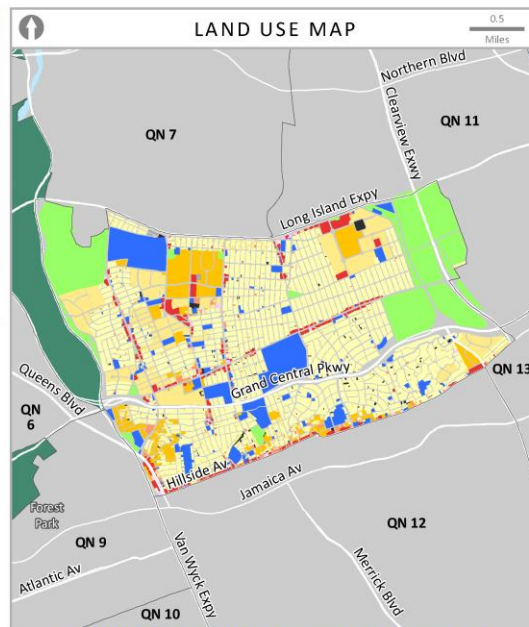 LAND USE MAP
0.5
Miles
Northern Blvd
Clearview Expwy
QN 7
QN 11
Long Island Expy
Grand Central Pkwy
Queens Blvd
QN 13
QN
6
Hillside Av
Jamaica Av
Forest
Park
QN 9
QN 12
Van Wyck Expy
Merrick Blvd
Atlantic Av
QN 10